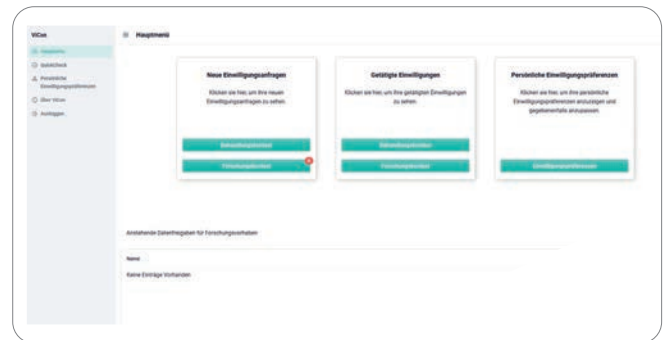 ViCon
Hauptmenü
Hauptmenü
QuickCheck
Persönliche
Einwilligungspräferenzen
Über ViCon
Ausloggen
Neue Einwilligungsanfragen
Klicken sie hier, um ihre neuen
Einwilligungsanfragen zu sehen.
Behandlungskontext
Forschungskontext
Getätigte Einwilligungen
Klicken sie hier, um ihre getätigten Einwilligungen
zu sehen.
Behandlungskontext
Forschungskontext
Persönliche Einwilligungspräferenzen
Klicken sie hier, um ihre persönliche
Einwilligungspräferenzen anzuzeigen und
gegebenenfalls anzupassen.
Einwilligungspräferenzen
Anstehende Datenfreigaben für Forschungsvorhaben
Name
Keine Einträge Vorhanden